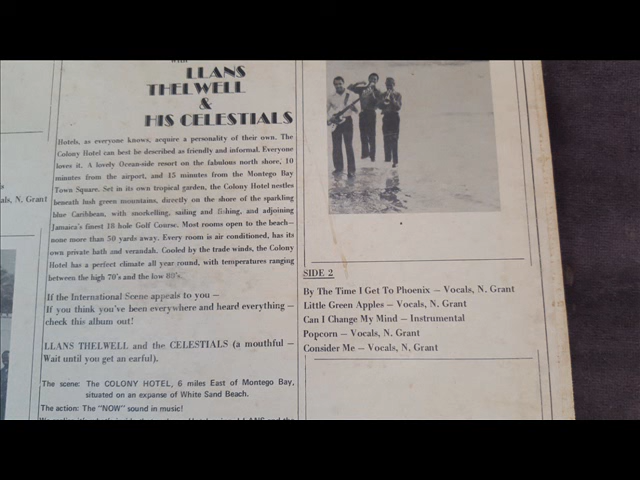 with
LLANS
THELWELL
&
HIS CELESTIALS
Hotels, as everyone knows, acquire a personality of their own. The
Colony Hotel can best be described as friendly and informal. Everyone
loves it. A lovely Ocean-side resort on the fabulous north shore, 10
minutes from the airport, and 15 minutes from the Montego Bay
Town Square. Set in its own tropical garden, the Colony Hotel nestles
beneath lush green mountains, directly on the shore of the sparkling
blue Caribbean, with snorkelling, sailing and fishing, and adjoining
Jamaica's finest 18 hole Golf Course. Most rooms open to the beach—
none more than 50 yards away. Every room is air conditioned, has its
own private bath and verandah. Cooled by the trade winds, the Colony
Hotel has a perfect climate all year round, with temperatures ranging
between the high 70's and the low 80's.
If the International Scene appeals to you —
If you think you've been everywhere and heard everything —
check this album out!
LLANS THELWELL and the CELESTIALS (a mouthful —
Wait until you get an earful).
The scene: The COLONY HOTEL, 6 miles East of Montego Bay,
situated on an expanse of White Sand Beach.
The action: The "NOW" sound in music!
als, N. Grant
SIDE 2
By The Time I Get To Phoenix — Vocals, N. Grant
Little Green Apples — Vocals, N. Grant
Can I Change My Mind — Instrumental
Popcorn — Vocals, N. Grant
Consider Me — Vocals, N, Grant